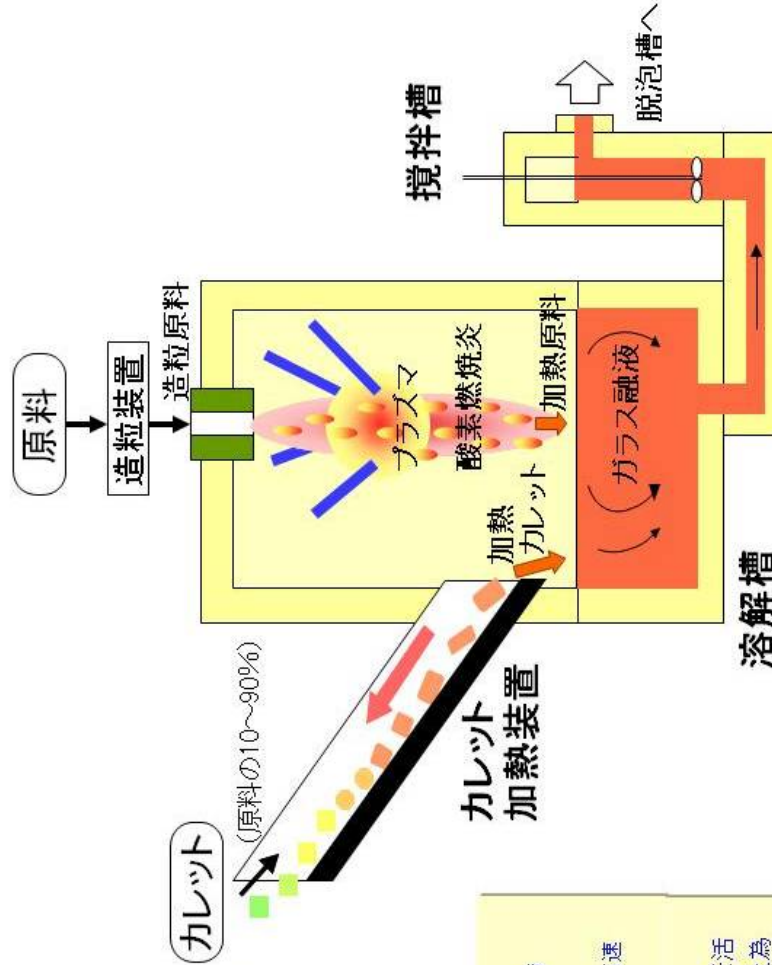 原料
造粒装置
造粒原料
プラズマ
酸素燃焼炎
加熱原料
カレット
(原料の10～90%)
加熱
カレット
カレット
加熱装置
ガラス融液
溶解槽
撹拌槽
脱泡槽へ
速
活
為